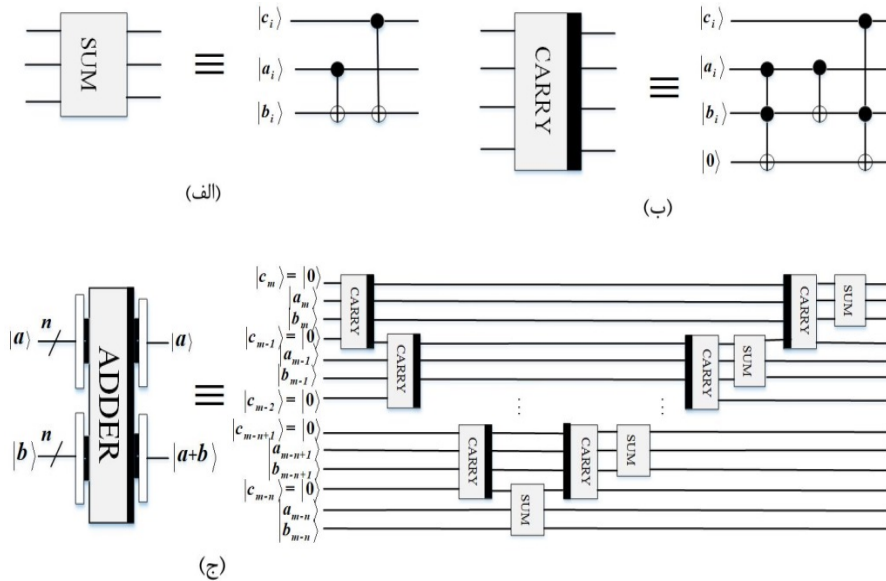 SUM
≡
|c_i⟩
|a_i⟩
|b_i⟩
(الف)
CARRY
≡
|c_i⟩
|a_i⟩
|b_i⟩
|0⟩
(ب)
|a⟩ n ADDER |a⟩
|b⟩ n |a+b⟩
≡
|c_m⟩=|0⟩
|a_m⟩
|b_m⟩
|c_{m-1}⟩=|0⟩
|a_{m-1}⟩
|b_{m-1}⟩
|c_{m-2}⟩=|0⟩
|c_{m-n+1}⟩=|0⟩
|a_{m-n+1}⟩
|b_{m-n+1}⟩
|c_{m-n}⟩=|0⟩
|a_{m-n}⟩
|b_{m-n}⟩
CARRY
CARRY
...
CARRY
SUM
CARRY
SUM
...
CARRY
SUM
CARRY
SUM
(ج)